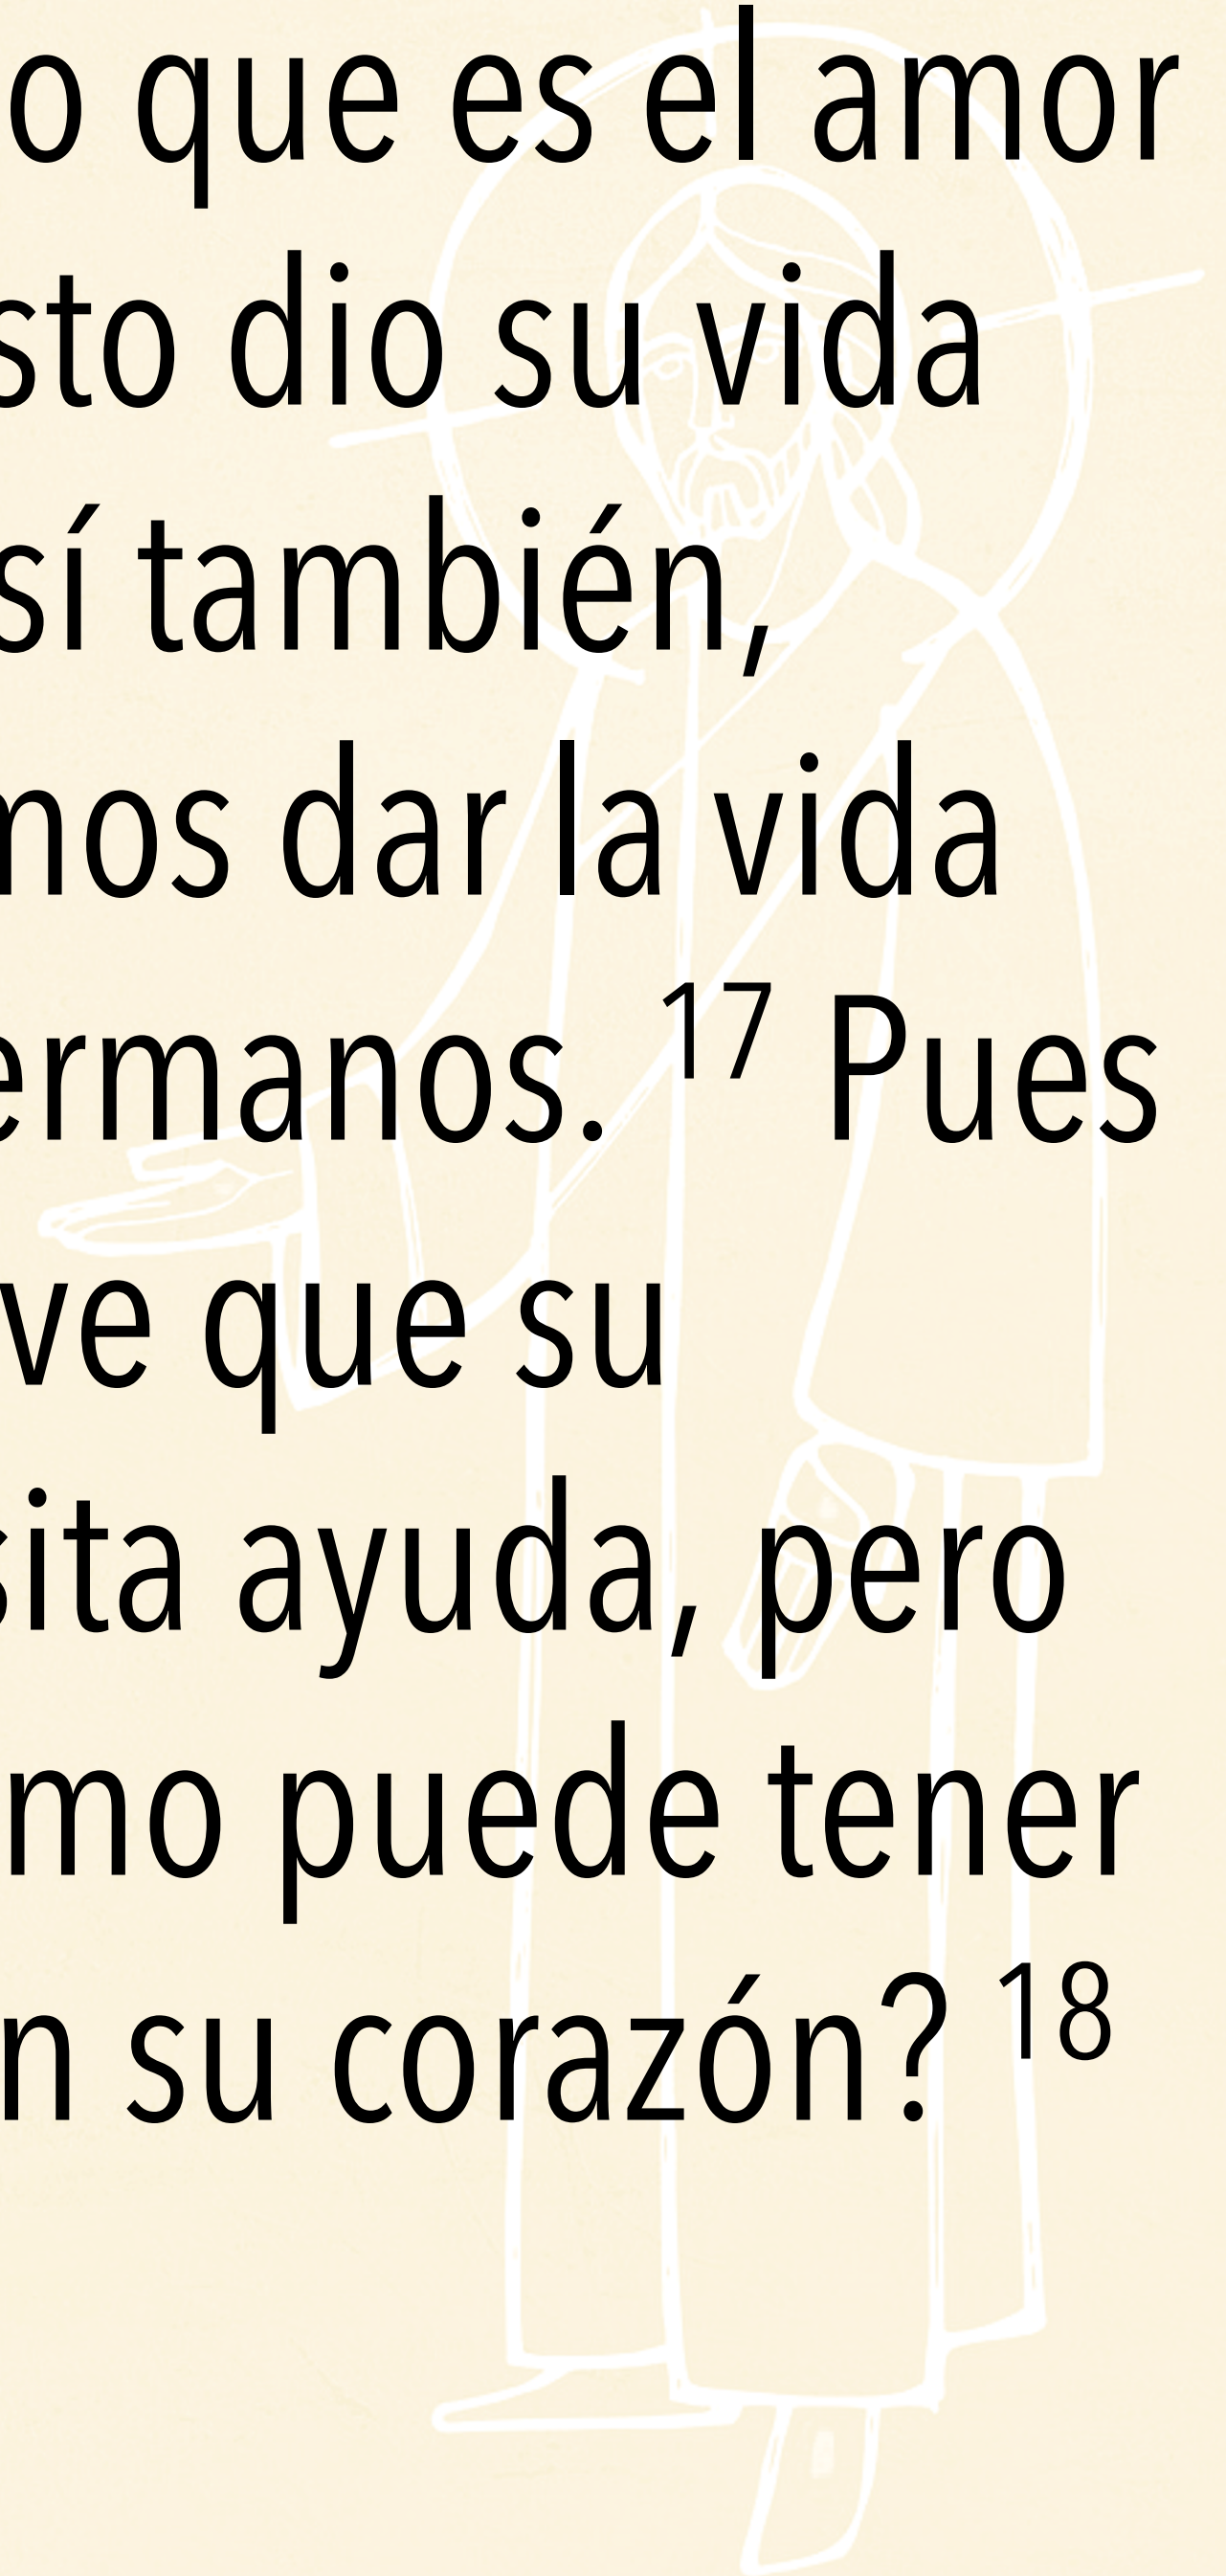 o que es el amor
sto dio su vida
sí también,
mos dar la vida
ermanos. 17 Pues
ve que su
sita ayuda, pero
mo puede tener
n su corazón? 18